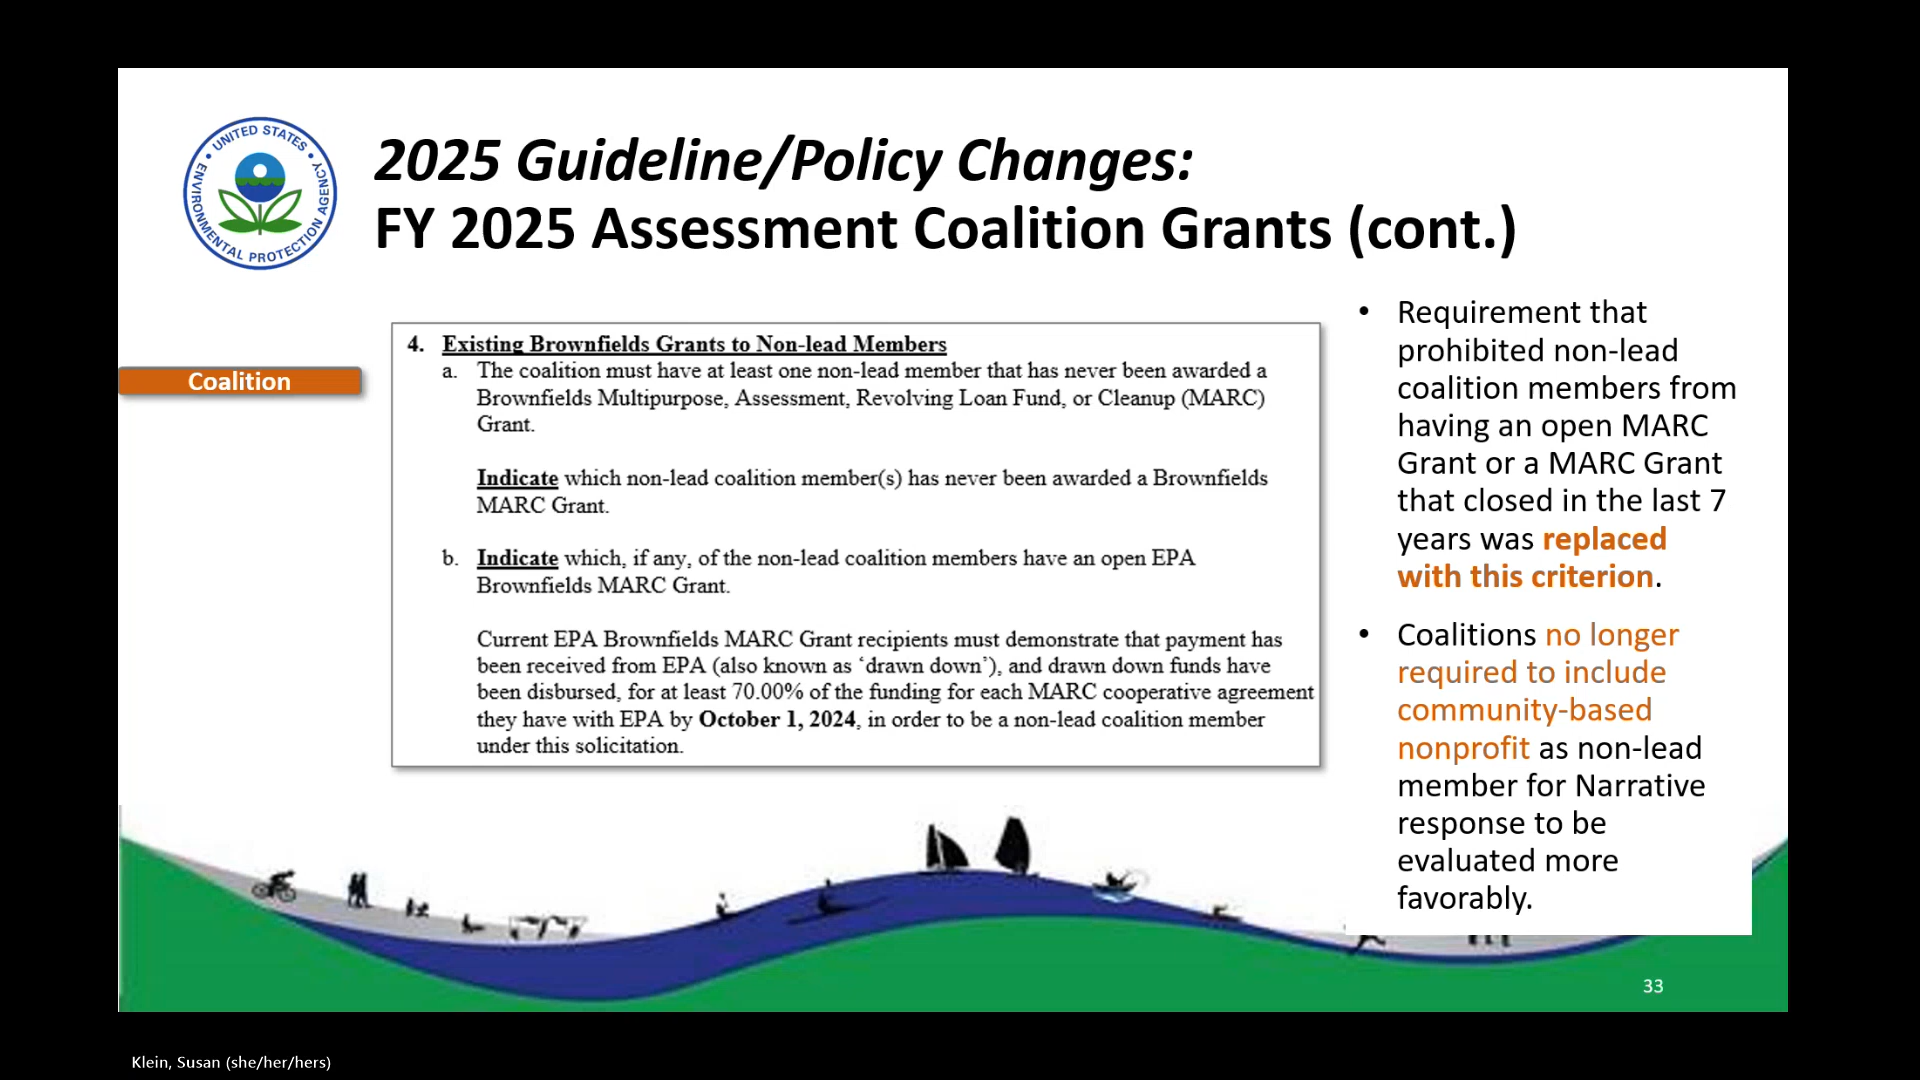 UNITED STATES
ENVIRONMENTAL PROTECTION AGENCY
2025 Guideline/Policy Changes:
FY 2025 Assessment Coalition Grants (cont.)
Coalition
4. Existing Brownfields Grants to Non-lead Members
a. The coalition must have at least one non-lead member that has never been awarded a
Brownfields Multipurpose, Assessment, Revolving Loan Fund, or Cleanup (MARC)
Grant.
Indicate which non-lead coalition member(s) has never been awarded a Brownfields
MARC Grant.
b. Indicate which, if any, of the non-lead coalition members have an open EPA
Brownfields MARC Grant.
Current EPA Brownfields MARC Grant recipients must demonstrate that payment has
been received from EPA (also known as ‘drawn down’), and drawn down funds have
been disbursed, for at least 70.00% of the funding for each MARC cooperative agreement
they have with EPA by October 1, 2024, in order to be a non-lead coalition member
under this solicitation.
• Requirement that
prohibited non-lead
coalition members from
having an open MARC
Grant or a MARC Grant
that closed in the last 7
years was replaced
with this criterion.
• Coalitions no longer
required to include
community-based
nonprofit as non-lead
member for Narrative
response to be
evaluated more
favorably.
33
Klein, Susan (she/her/hers)